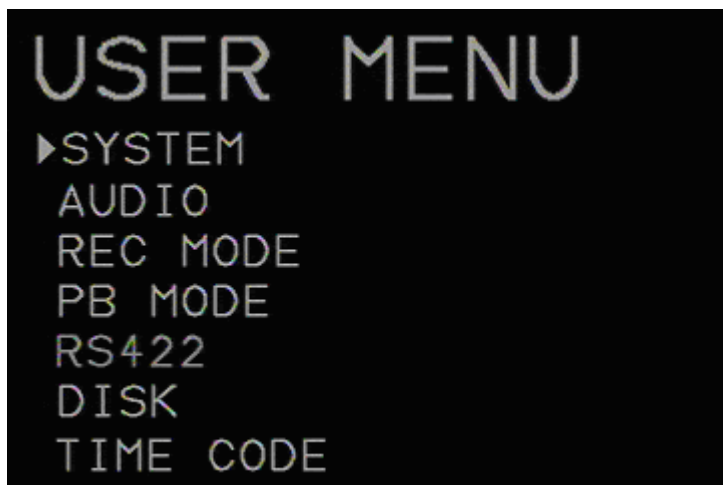 USER MENU
SYSTEM
AUDIO
REC MODE
PB MODE
RS422
DISK
TIME CODE